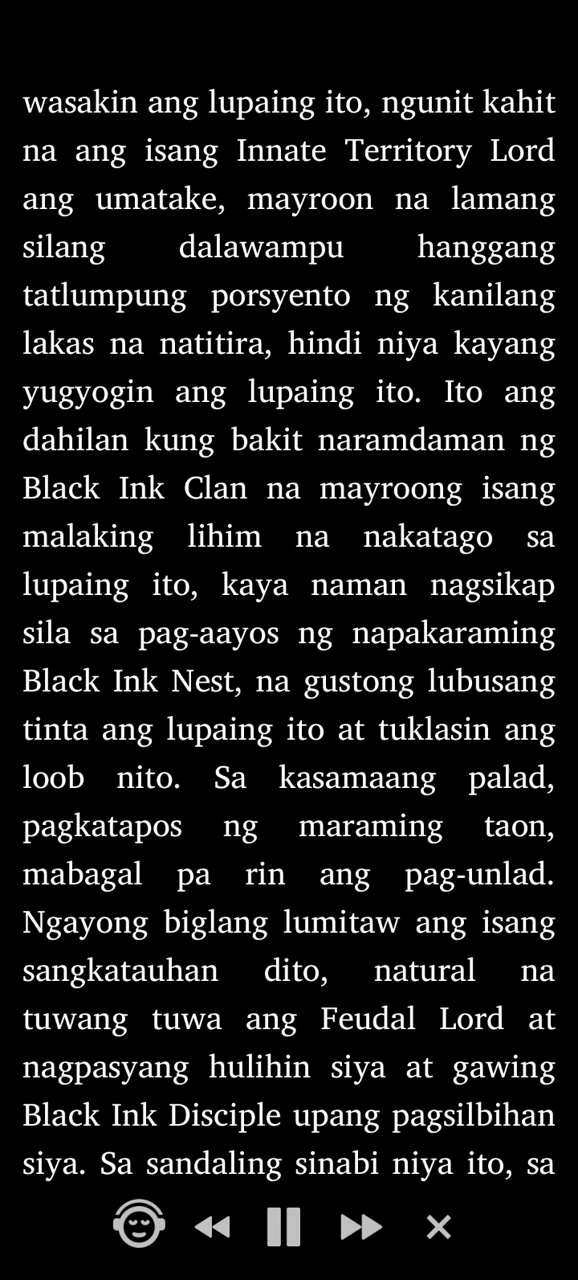 wasakin ang lupaing ito, ngunit kahit
na ang isang Innate Territory Lord
ang umatake, mayroon na lamang
silang dalawampu hanggang
tatlumpung porsyento ng kanilang
lakas na natitira, hindi niya kayang
yugyogin ang lupaing ito. Ito ang
dahilan kung bakit naramdaman ng
Black Ink Clan na mayroong isang
malaking lihim na nakatago sa
lupaing ito, kaya naman nagsikap
sila sa pag-aayos ng napakaraming
Black Ink Nest, na gustong lubusang
tinta ang lupaing ito at tuklasin ang
loob nito. Sa kasamaang palad,
pagkatapos ng maraming taon,
mabagal pa rin ang pag-unlad.
Ngayong biglang lumitaw ang isang
sangkatauhan dito, natural na
tuwang tuwa ang Feudal Lord at
nagpasyang hulihin siya at gawing
Black Ink Disciple upang pagsilbihan
siya. Sa sandaling sinabi niya ito, sa